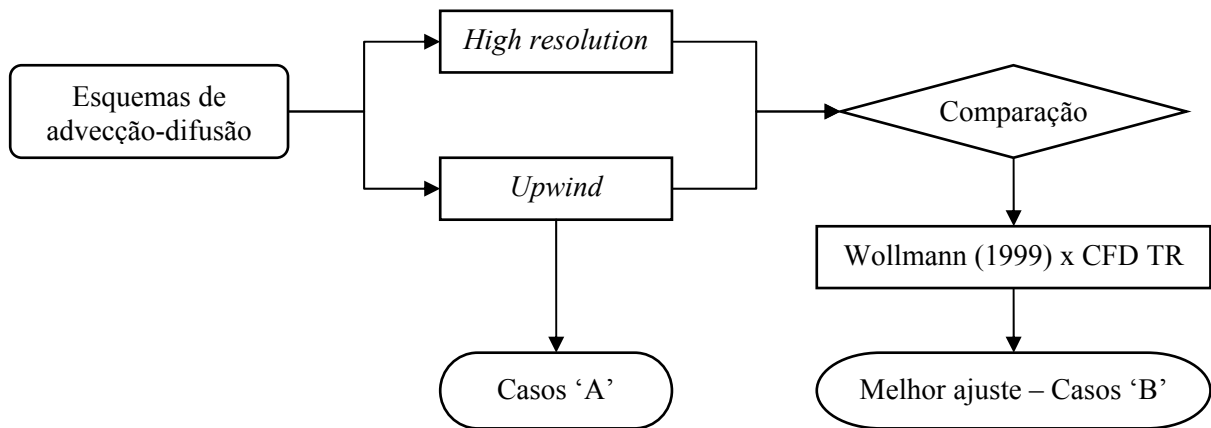 High resolution
Esquemas de
advecção-difusão
Comparação
Upwind
Wollmann (1999) x CFD TR
Casos ‘A’
Melhor ajuste – Casos ‘B’